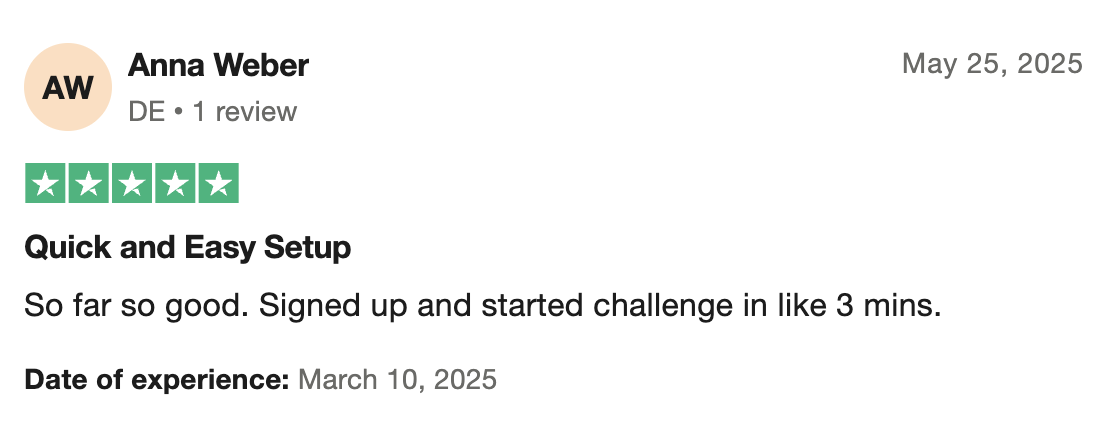 AW
Anna Weber
May 25, 2025
DE • 1 review
Quick and Easy Setup
So far so good. Signed up and started challenge in like 3 mins.
Date of experience: March 10, 2025